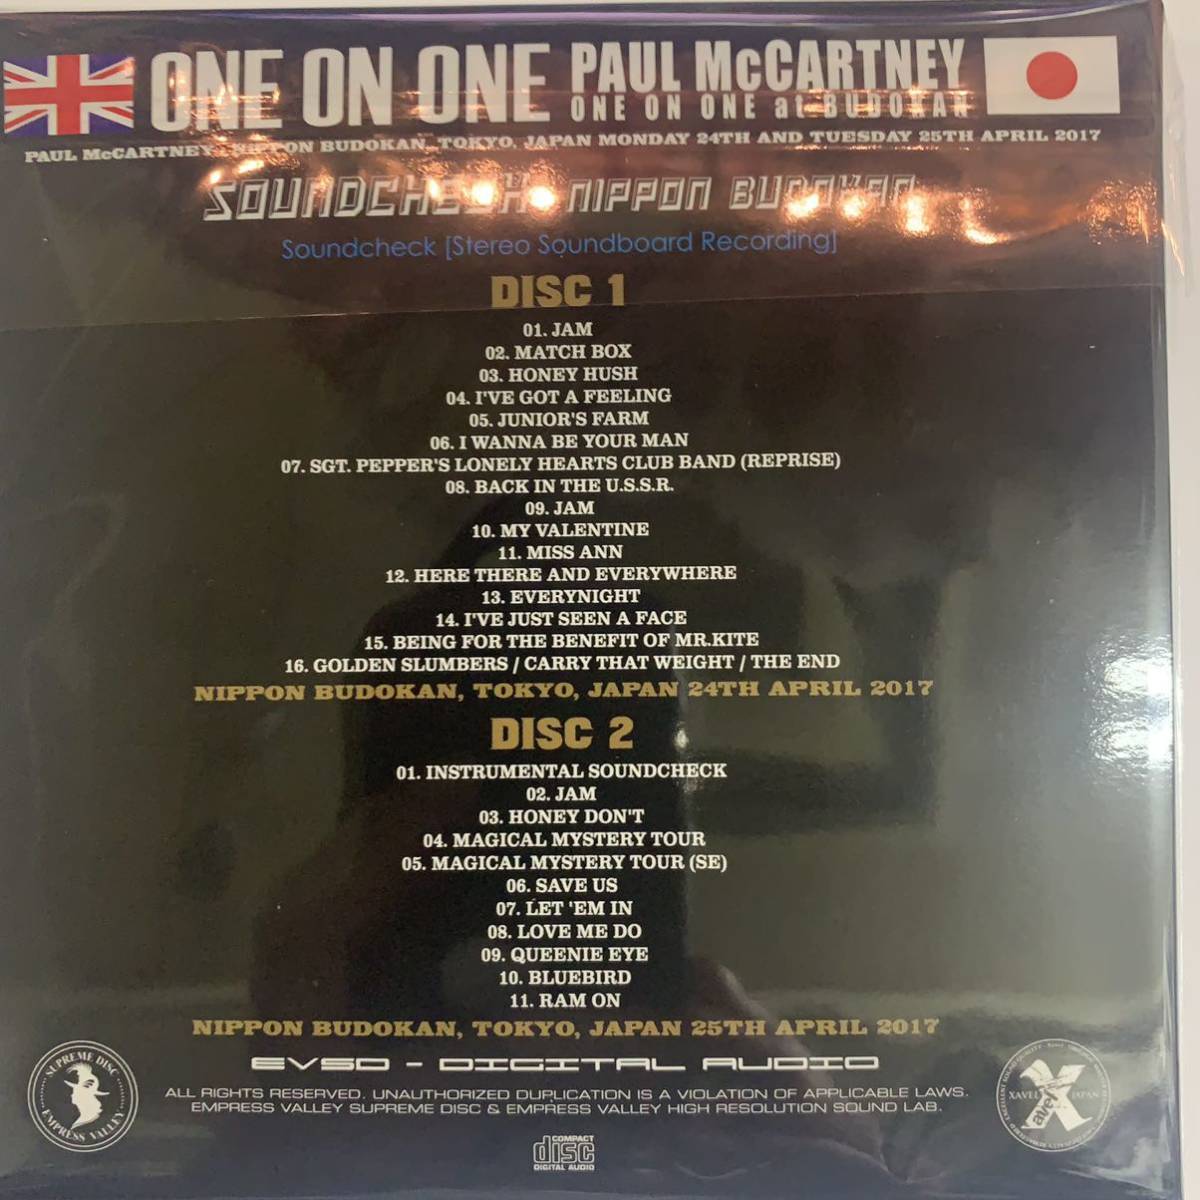 ONE ON ONE
PAUL McCARTNEY
ONE ON ONE at BUDOKAN
PAUL McCARTNEY NIPPON BUDOKAN, TOKYO, JAPAN MONDAY 24TH AND TUESDAY 25TH APRIL 2017
SOUNDCHECK NIPPON BUDOKAN
Soundcheck [Stereo Soundboard Recording]
DISC 1
01. JAM
02. MATCH BOX
03. HONEY HUSH
04. I'VE GOT A FEELING
05. JUNIOR'S FARM
06. I WANNA BE YOUR MAN
07. SGT. PEPPER'S LONELY HEARTS CLUB BAND (REPRISE)
08. BACK IN THE U.S.S.R.
09. JAM
10. MY VALENTINE
11. MISS ANN
12. HERE THERE AND EVERYWHERE
13. EVERYNIGHT
14. I'VE JUST SEEN A FACE
15. BEING FOR THE BENEFIT OF MR.KITE
16. GOLDEN SLUMBERS / CARRY THAT WEIGHT / THE END
NIPPON BUDOKAN, TOKYO, JAPAN 24TH APRIL 2017
DISC 2
01. INSTRUMENTAL SOUNDCHECK
02. JAM
03. HONEY DON'T
04. MAGICAL MYSTERY TOUR
05. MAGICAL MYSTERY TOUR (SE)
06. SAVE US
07. LET 'EM IN
08. LOVE ME DO
09. QUEENIE EYE
10. BLUEBIRD
11. RAM ON
NIPPON BUDOKAN, TOKYO, JAPAN 25TH APRIL 2017
EVSD - DIGITAL AUDIO
ALL RIGHTS RESERVED. UNAUTHORIZED DUPLICATION IS A VIOLATION OF APPLICABLE LAWS.
EMPRESS VALLEY SUPREME DISC & EMPRESS VALLEY HIGH RESOLUTION SOUND LAB.
SUPREME DISC
EMPRESS VALLEY
XAVEL JAPAN
Xavel
COMPACT
disc
DIGITAL AUDIO